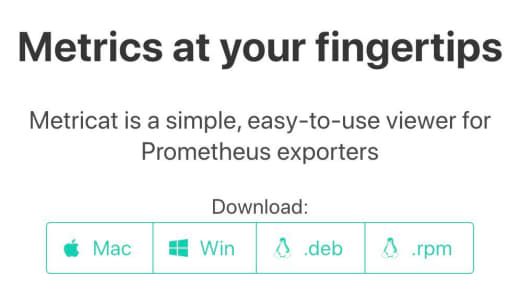 Metrics at your fingertips
Metricat is a simple, easy-to-use viewer for
Prometheus exporters
Download:
Mac Win .deb .rpm